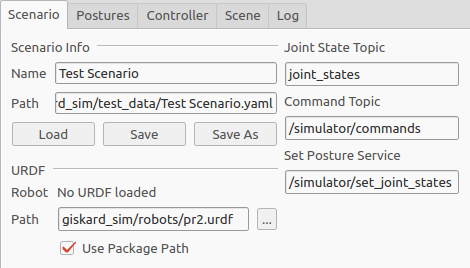 Scenario Postures Controller Scene Log
Scenario Info
Name Test Scenario
Path rd_sim/test_data/Test Scenario.yaml
Load Save Save As
URDF
Robot No URDF loaded
Path giskard_sim/robots/pr2.urdf ...
Use Package Path
Joint State Topic
joint_states
Command Topic
/simulator/commands
Set Posture Service
/simulator/set_joint_states